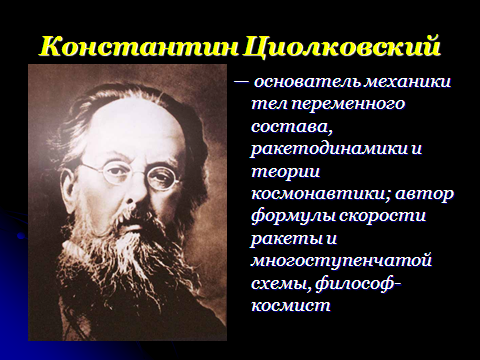 Константин Циолковский
— основатель механики
тел переменного
состава,
ракетодинамики и
теории
космонавтики; автор
формулы скорости
ракеты и
многоступенчатой
схемы, философ-
космист